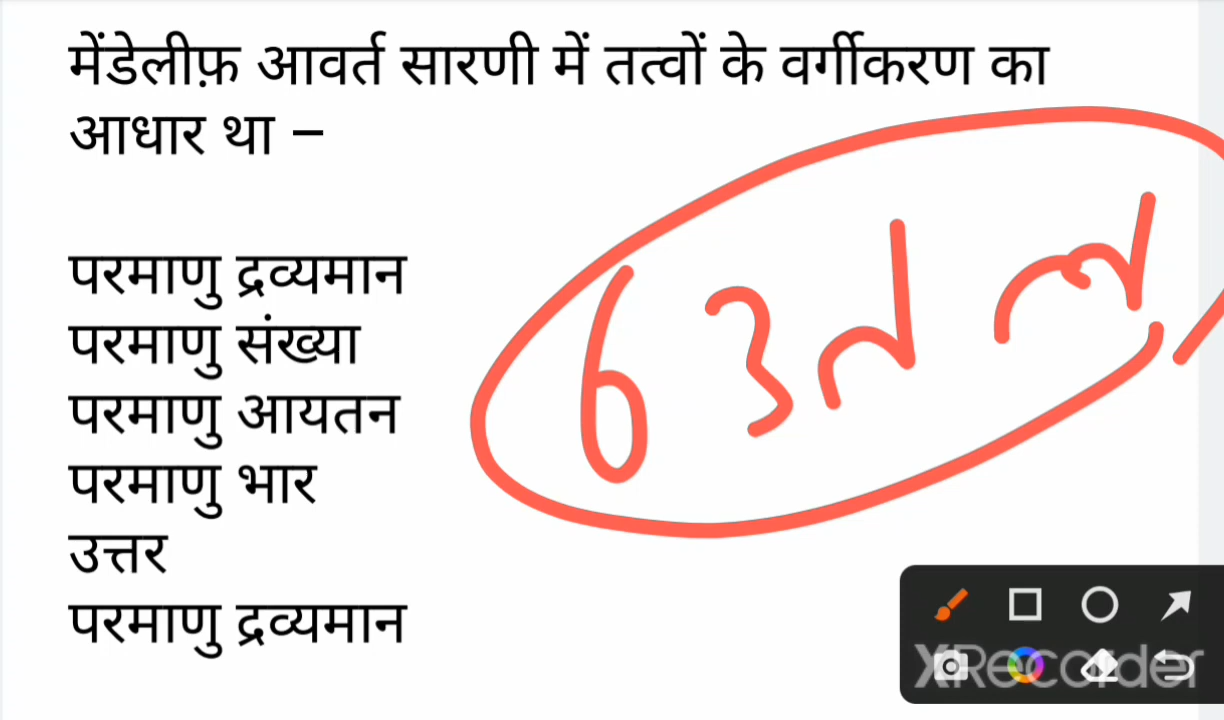 मेंडेलीफ़ आवर्त सारणी में तत्वों के वर्गीकरण का
आधार था –
परमाणु द्रव्यमान
परमाणु संख्या
परमाणु आयतन
परमाणु भार
उत्तर
परमाणु द्रव्यमान
XRecorder